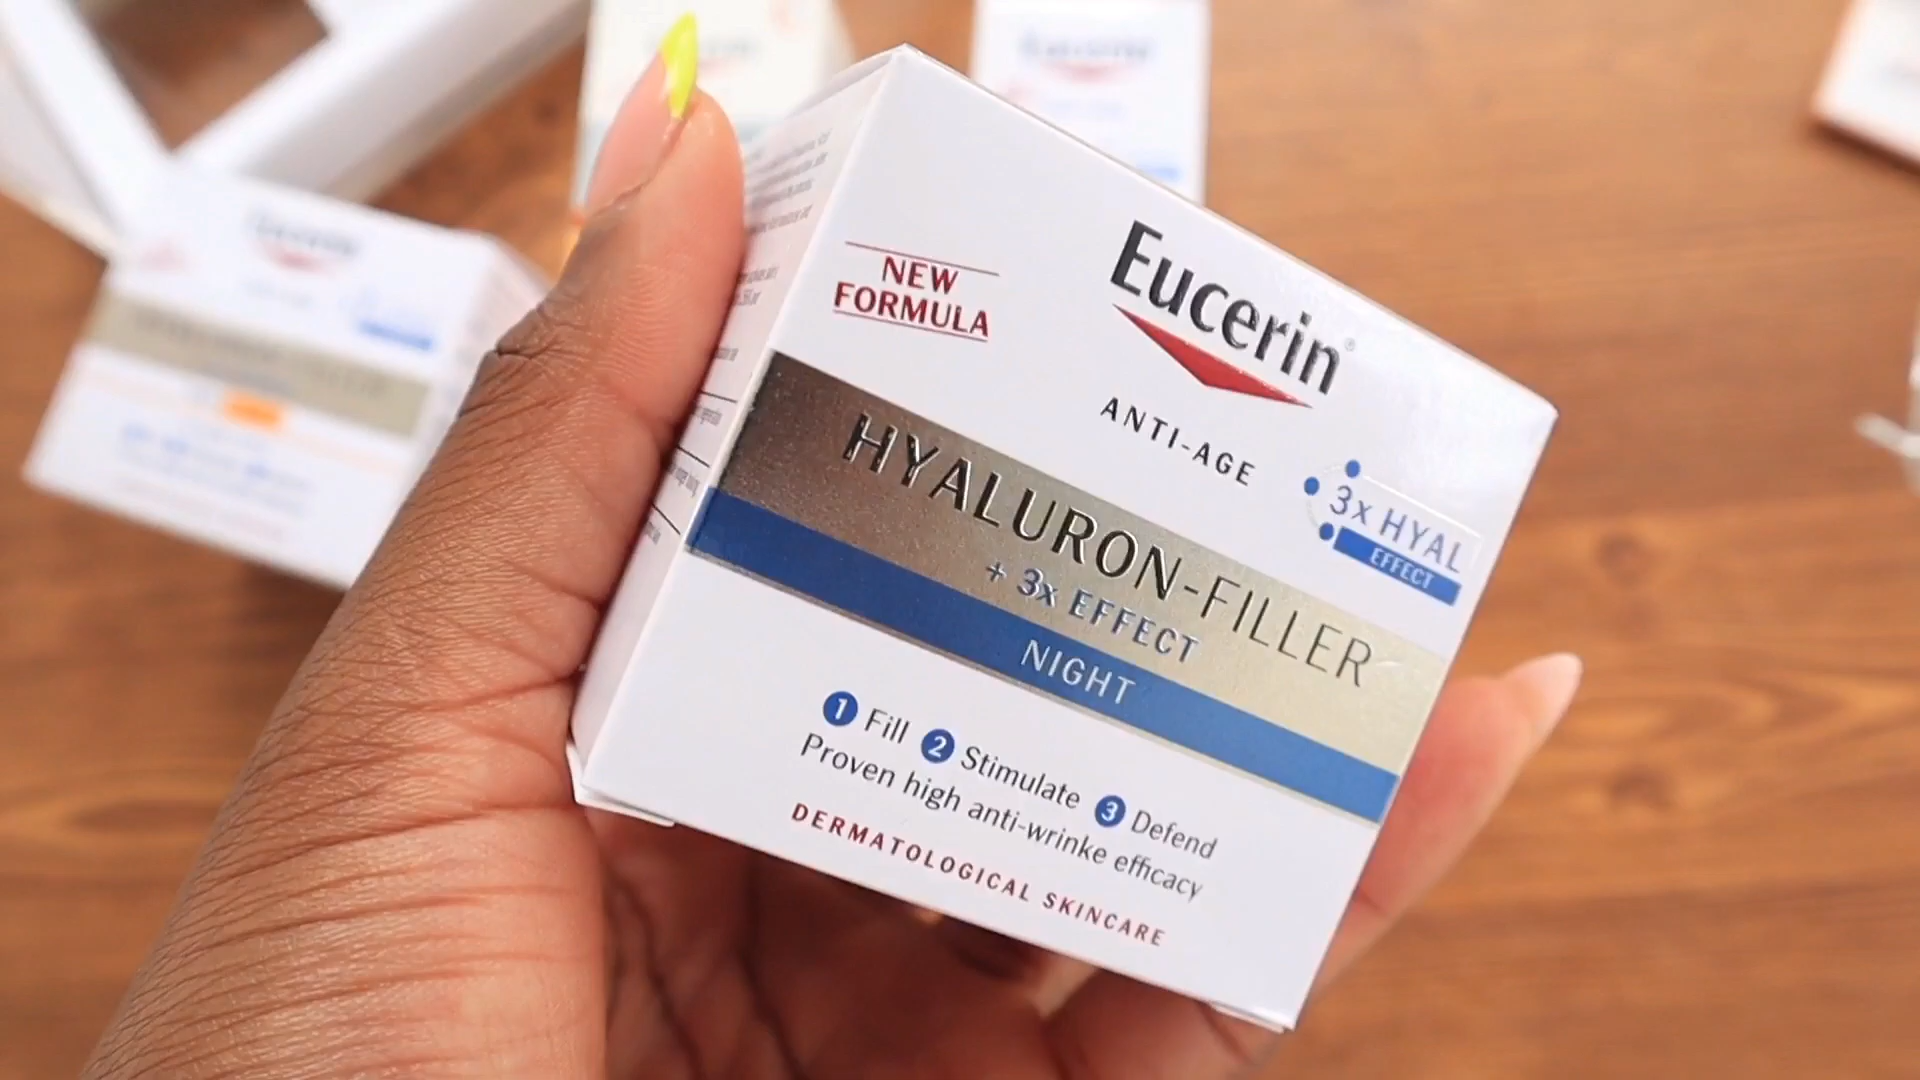 NEW
FORMULA
Eucerin®
ANTI-AGE
3x HYAL
EFFECT
HYALURON-FILLER
+ 3x EFFECT
NIGHT
1 Fill 2 Stimulate 3 Defend
Proven high anti-wrinke efficacy
DERMATOLOGICAL SKINCARE